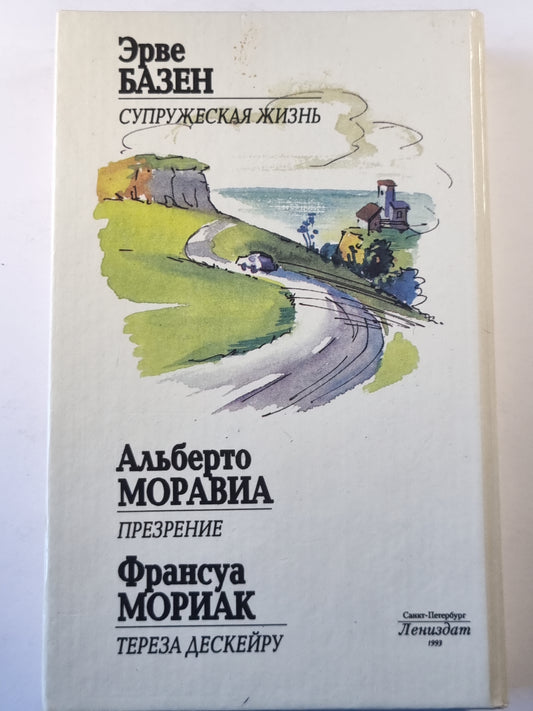 Эрве
БАЗЕН
СУПРУЖЕСКАЯ ЖИЗНЬ
Альберто
МОРАВИА
ПРЕЗРЕНИЕ
Франсуа
МОРИАК
ТЕРЕЗА ДЕСКЕЙРУ
Санкт-Петербург
Лениздат
1993